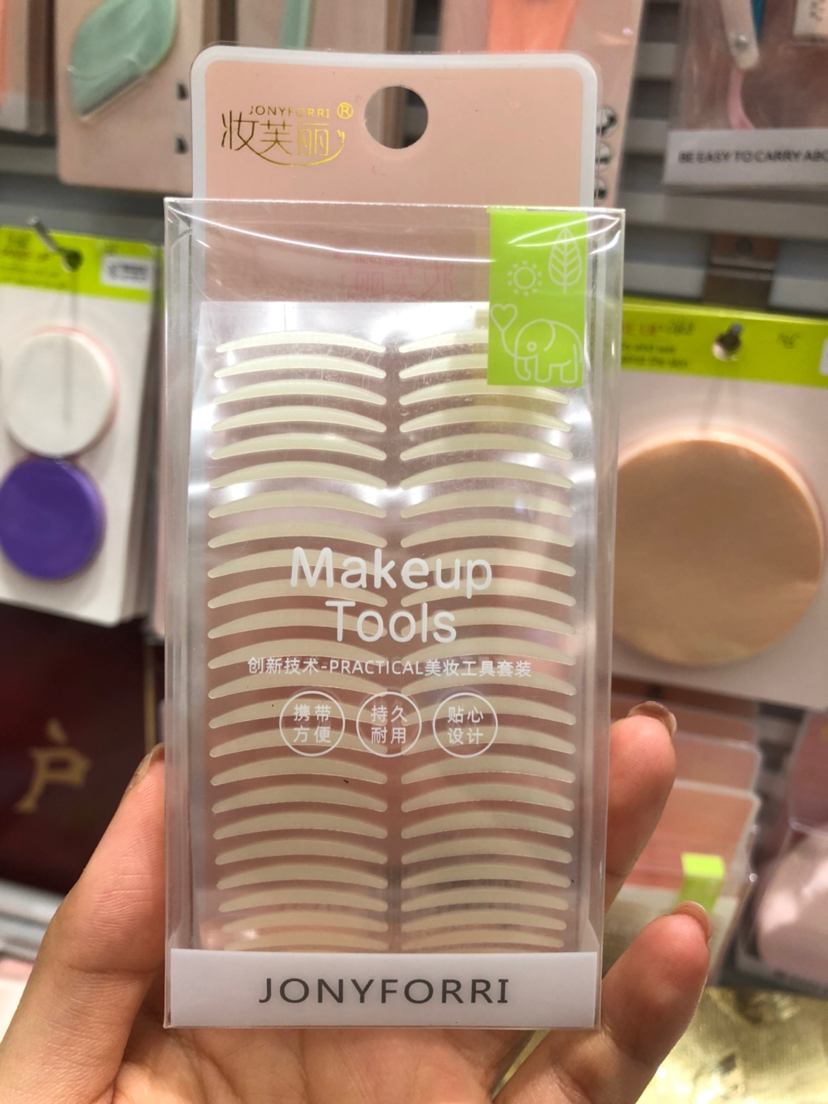 JONYFORRI®
妆芙丽
BE EASY TO CARRY ABO
Makeup
Tools
创新技术-PRACTICAL美妆工具套装
携带
方便
持久
耐用
贴心
设计
JONYFORRI